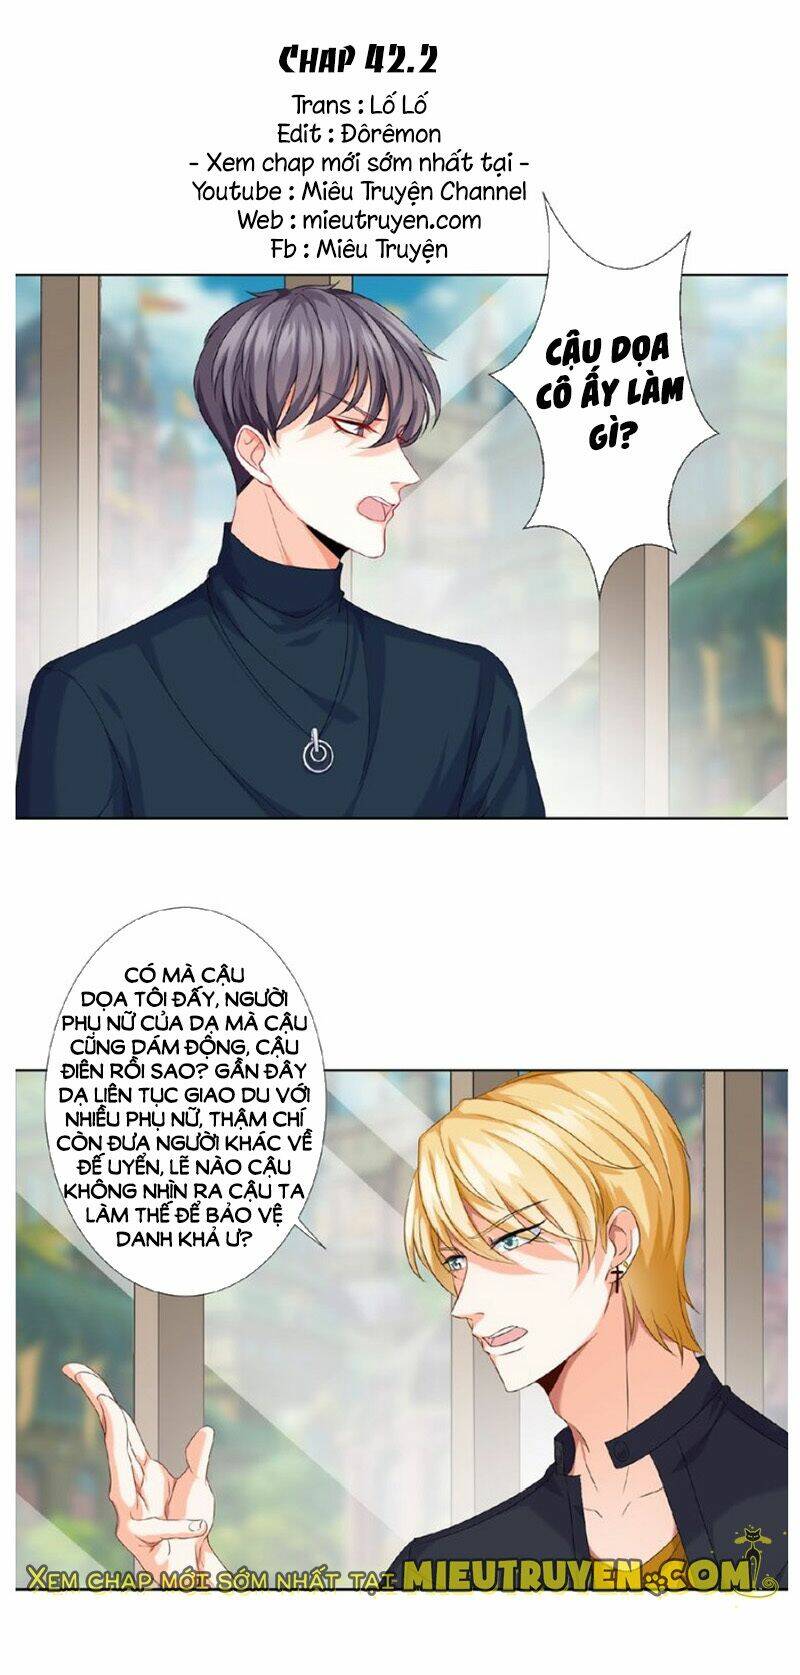 CHAP 42.2
Trans : Lố Lố
Edit : Đôrêmon
- Xem chap mới sớm nhất tại -
Youtube : Miêu Truyện Channel
Web : mieutruyen.com
Fb : Miêu Truyện
CẬU DỌA
CÔ ẤY LÀM
GÌ?
CÓ MÀ CẬU
DỌA TÔI ĐẤY, NGƯỜI
PHỤ NỮ CỦA DẠ MÀ CẬU
CŨNG DÁM ĐỘNG, CẬU
ĐIÊN RỒI SAO? GẦN ĐÂY
DẠ LIÊN TỤC GIAO DU VỚI
NHIỀU PHỤ NỮ, THẬM CHÍ
CÒN ĐƯA NGƯỜI KHÁC VỀ
ĐẾ UYỂN, LẼ NÀO CẬU
KHÔNG NHÌN RA CẬU TA
LÀM THẾ ĐỂ BẢO VỆ
DANH KHẢ Ư?
XEM CHAP MỚI SỚM NHẤT TẠI MIEUTRUYEN.COM